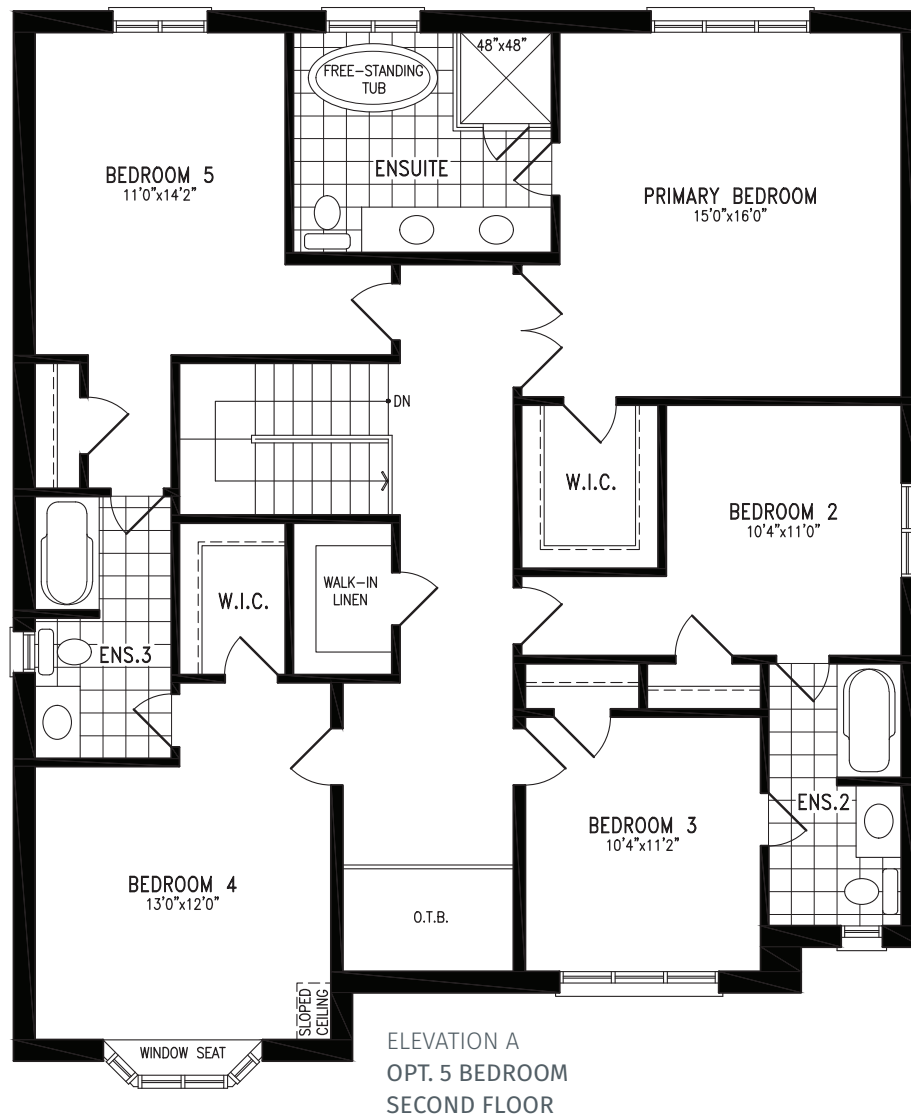 48"x48"
FREE-STANDING
TUB
ENSUITE
BEDROOM 5
11'0"x14'2"
PRIMARY BEDROOM
15'0"x16'0"
DN
W.I.C.
BEDROOM 2
10'4"x11'0"
WALK-IN
LINEN
W.I.C.
ENS.3
ENS.2
BEDROOM 3
10'4"x11'2"
BEDROOM 4
13'0"x12'0"
O.T.B.
SLOPED
CEILING
WINDOW SEAT
ELEVATION A
OPT. 5 BEDROOM
SECOND FLOOR